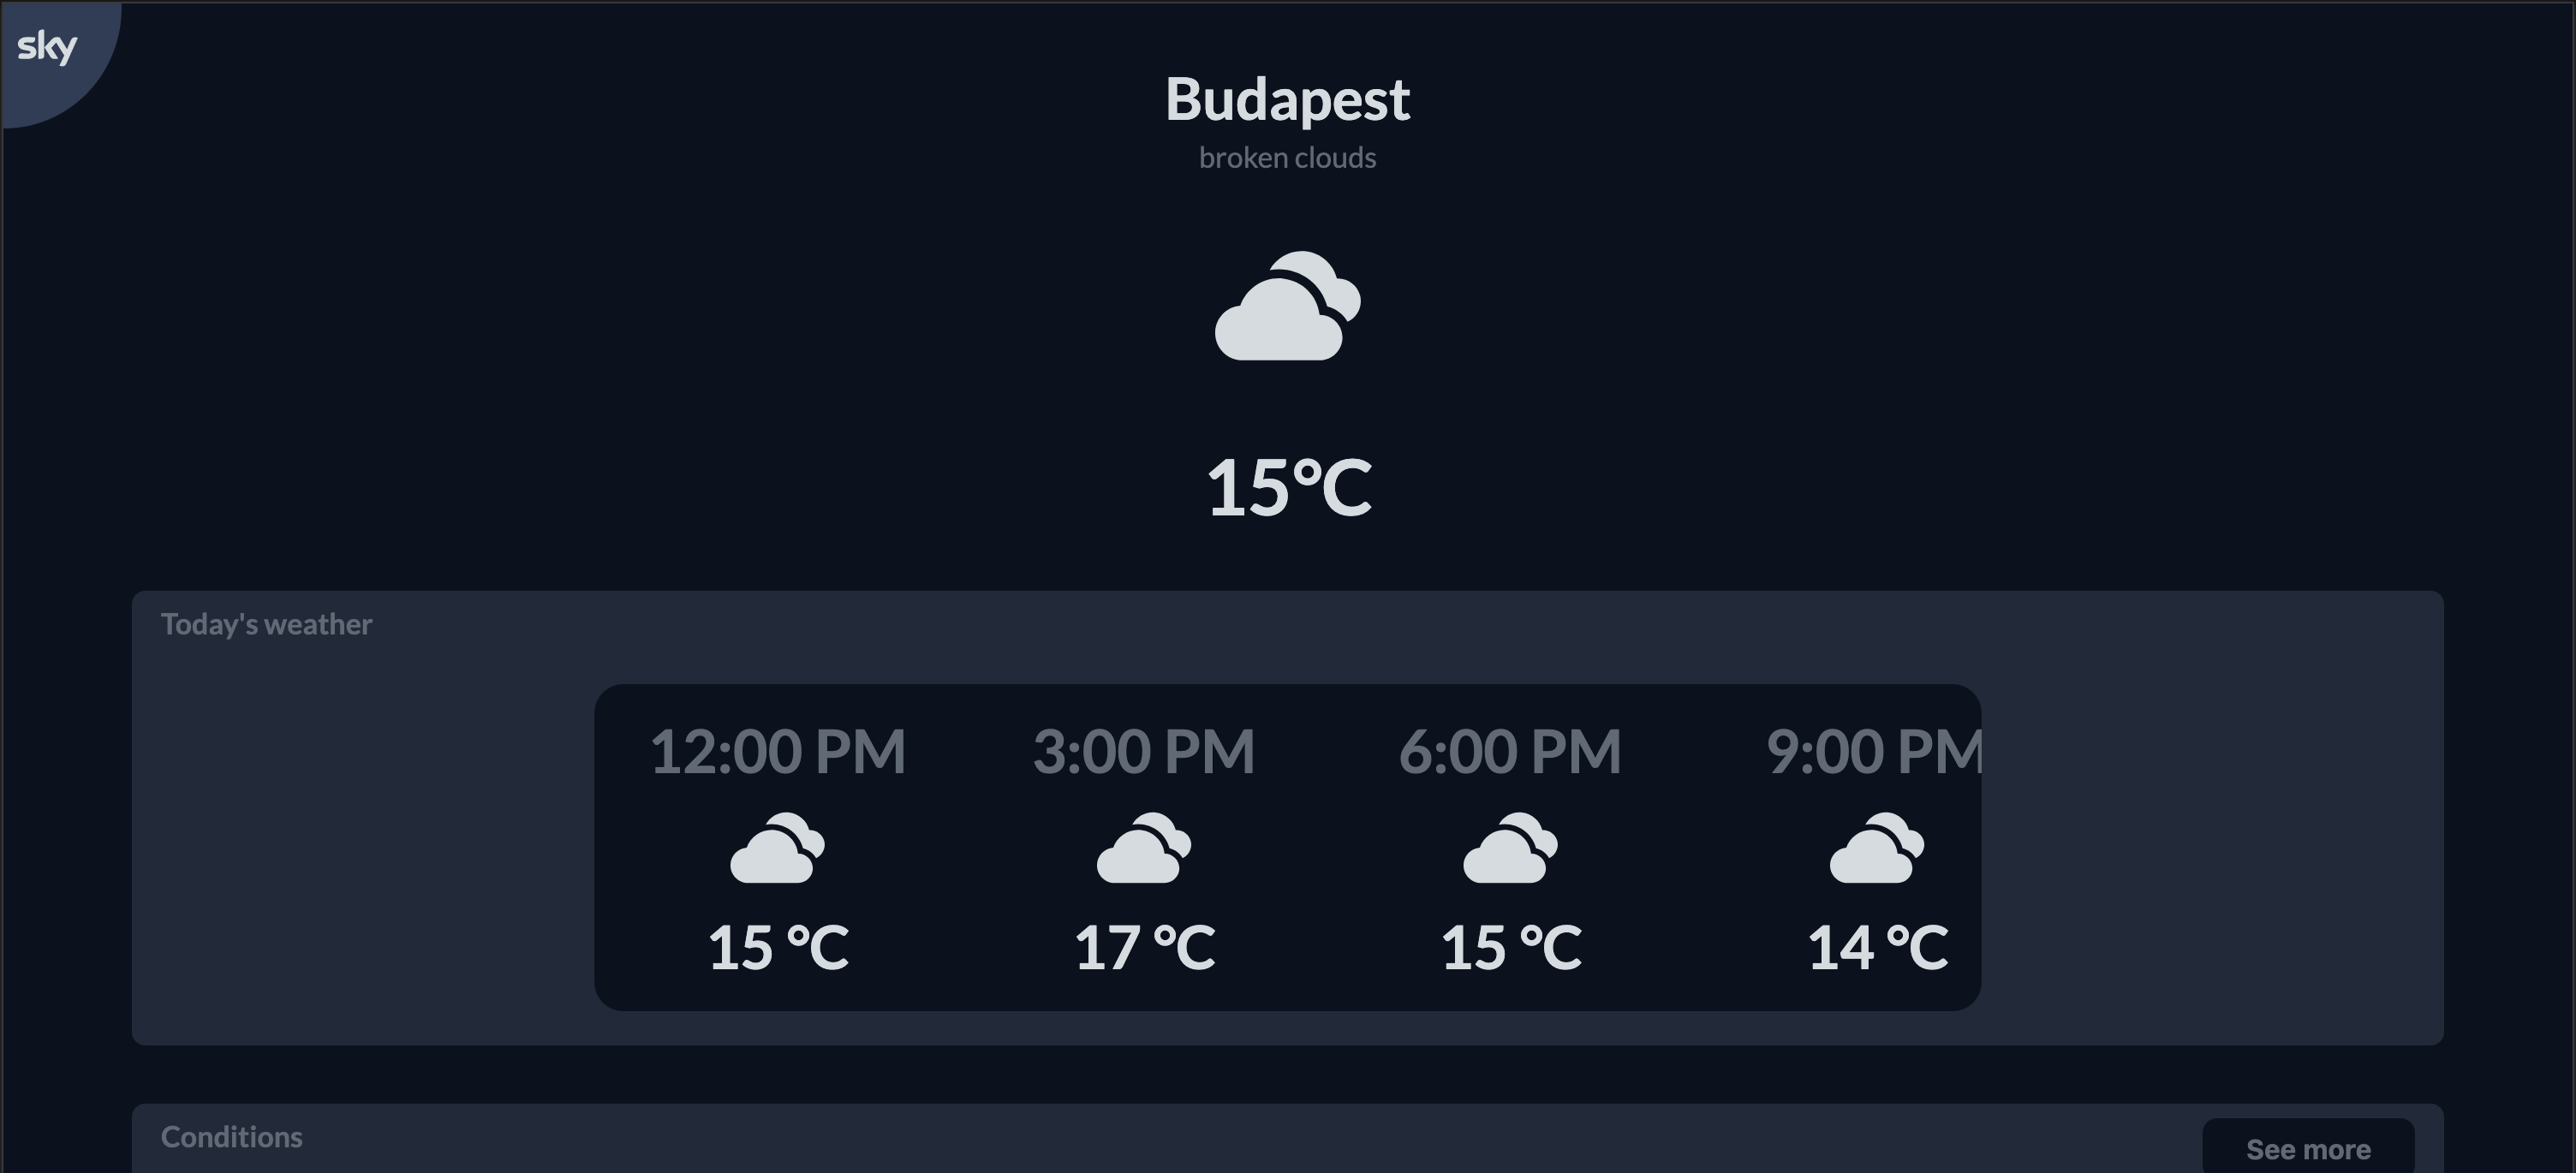 sky
Budapest
broken clouds
15°C
Today's weather
12:00 PM 3:00 PM 6:00 PM 9:00 PM
15 °C 17 °C 15 °C 14 °C
Conditions
See more